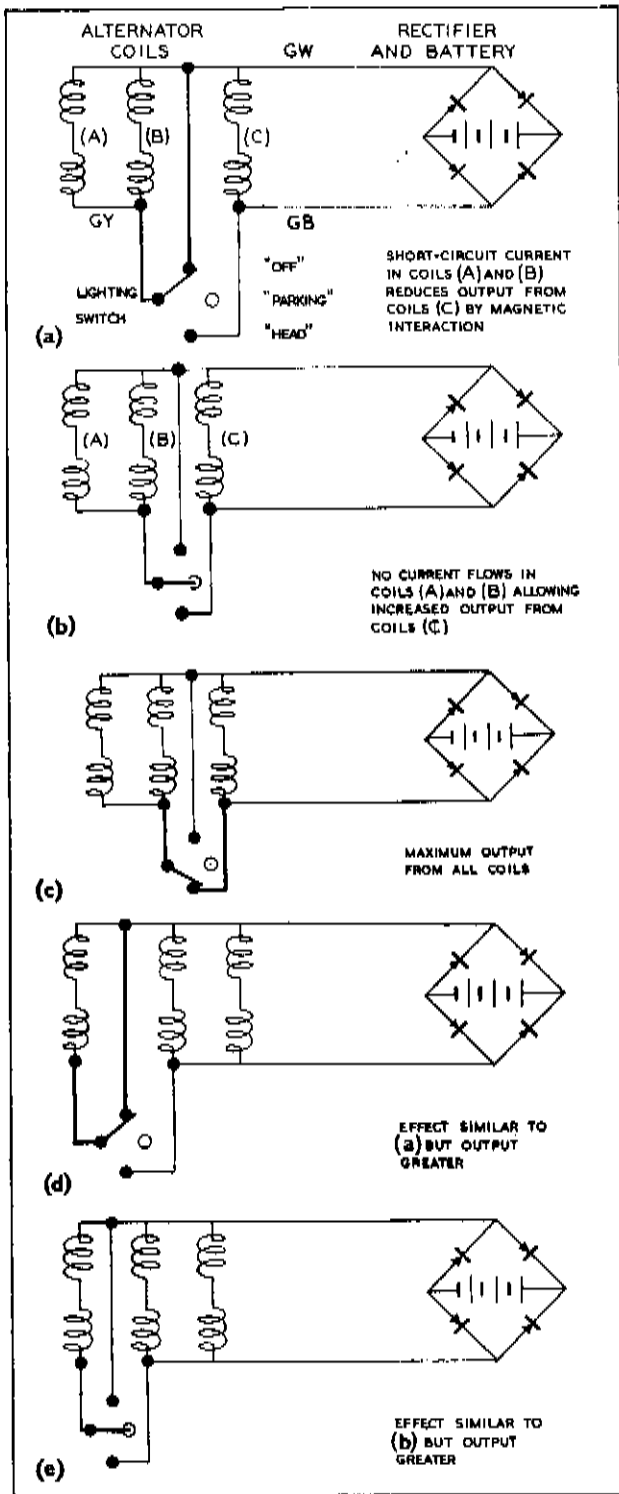 ALTERNATOR COILS
RECTIFIER AND BATTERY
GW
(A)
(B)
(C)
GY
GB
LIGHTING SWITCH
"OFF"
"PARKING"
"HEAD"
SHORT-CIRCUIT CURRENT
IN COILS (A) AND (B)
REDUCES OUTPUT FROM
COILS (C) BY MAGNETIC
INTERACTION
(a)
(A)
(B)
(C)
NO CURRENT FLOWS IN
COILS (A) AND (B) ALLOWING
INCREASED OUTPUT FROM
COILS (C)
(b)
MAXIMUM OUTPUT
FROM ALL COILS
(c)
EFFECT SIMILAR TO
(a) BUT OUTPUT
GREATER
(d)
EFFECT SIMILAR TO
(b) BUT OUTPUT
GREATER
(e)